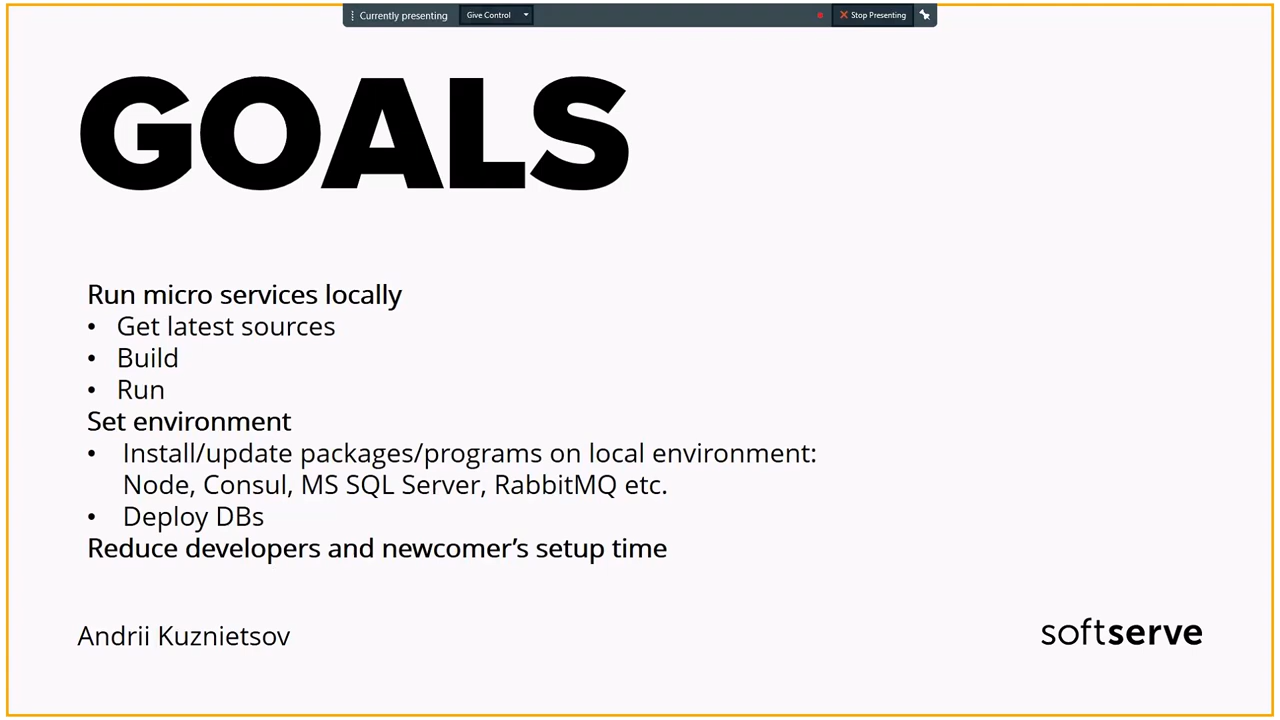 Currently presenting
Give Control
Stop Presenting
GOALS
Run micro services locally
• Get latest sources
• Build
• Run
Set environment
• Install/update packages/programs on local environment:
Node, Consul, MS SQL Server, RabbitMQ etc.
• Deploy DBs
Reduce developers and newcomer’s setup time
Andrii Kuznietsov
softserve